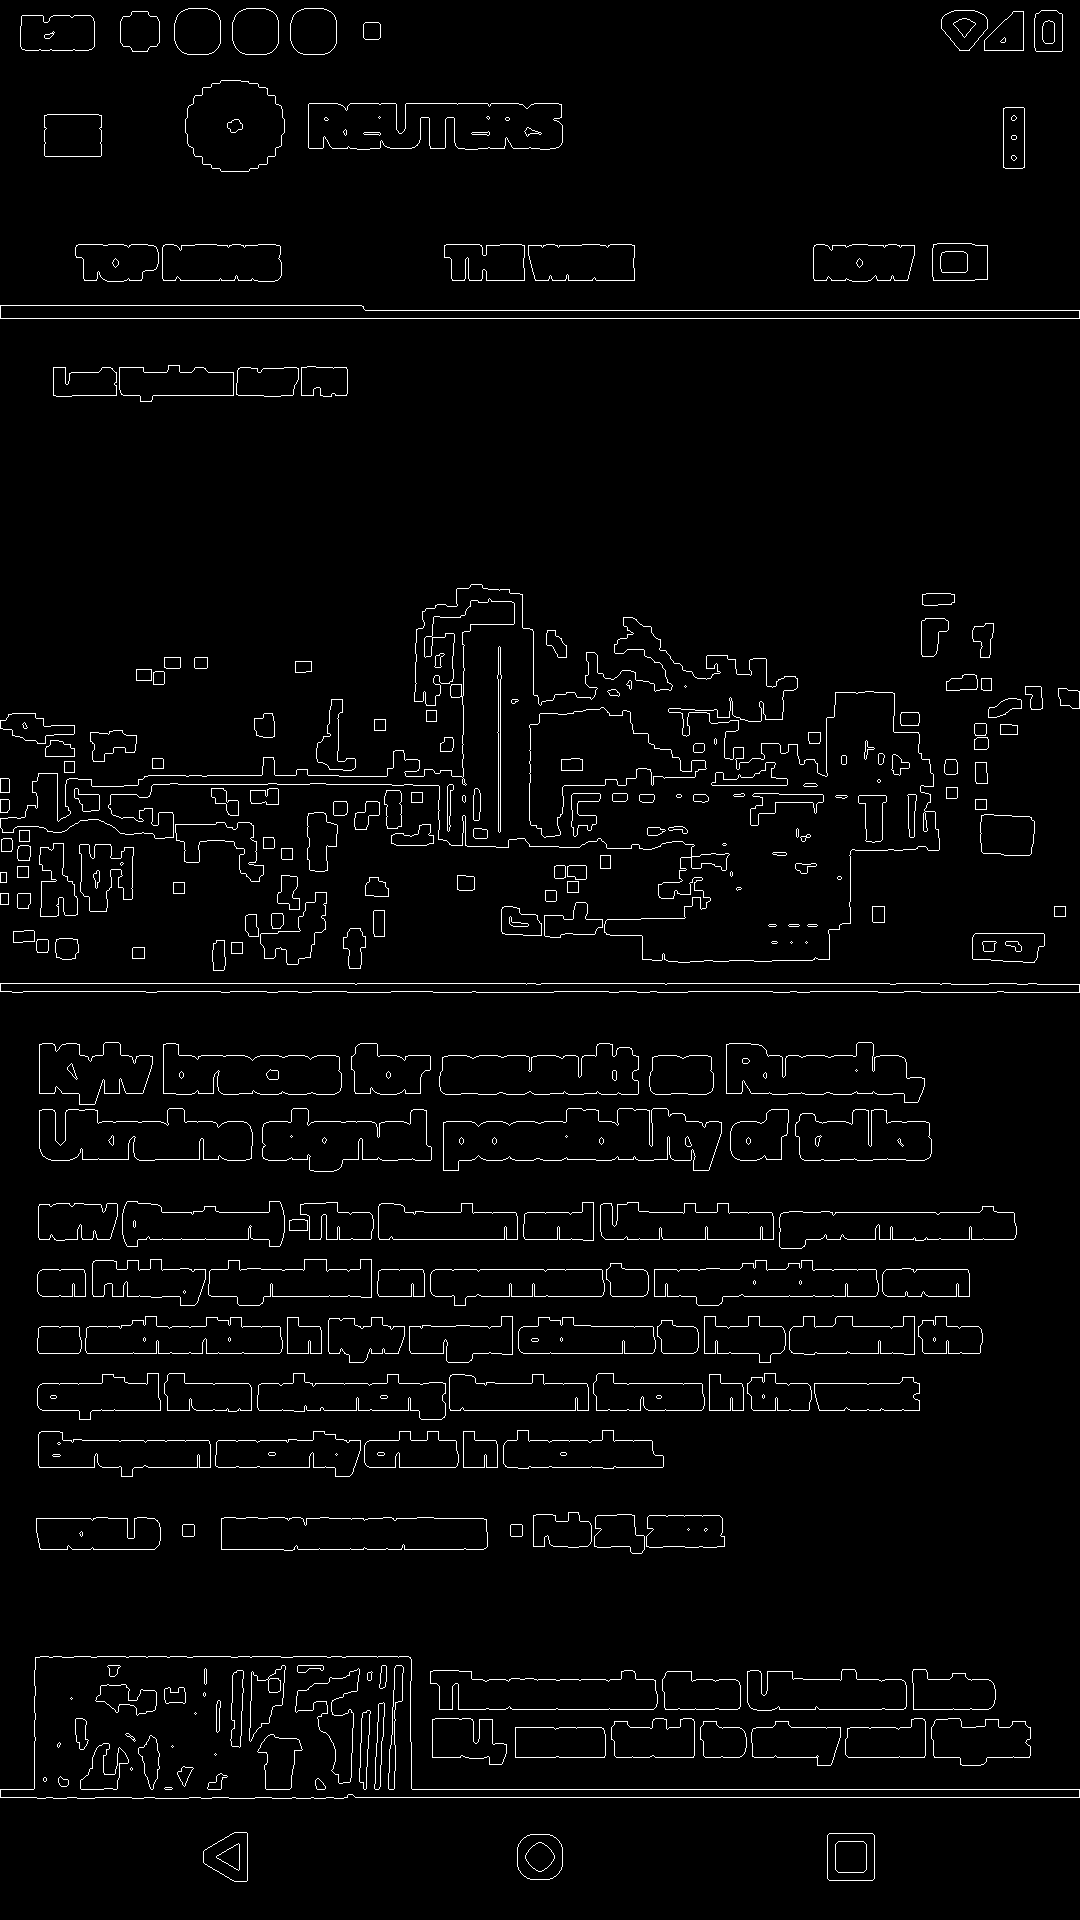 REUTERS
TOP NEWS
THE WIRE
NOW
Kyiv braces for assault as Russia,
Ukraine signal possibility of talks
KYIV (Reuters) - The Russian and Ukrainian governments
on Friday signalled an openness to negotiations even
as authorities in Kyiv urged citizens to help defend the
capital from advancing Russian forces in the worst
European security crisis in decades.
WORLD
Thousands flee Ukraine into
EU, men told to stay and fight